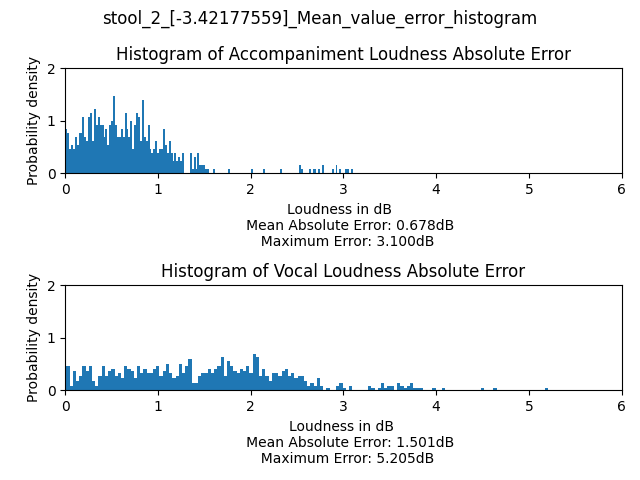 stool_2_[-3.42177559]_Mean_value_error_histogram
Histogram of Accompaniment Loudness Absolute Error
Probability density
2
1
0
0 1 2 3 4 5 6
Loudness in dB
Mean Absolute Error: 0.678dB
Maximum Error: 3.100dB
Histogram of Vocal Loudness Absolute Error
Probability density
2
1
0
0 1 2 3 4 5 6
Loudness in dB
Mean Absolute Error: 1.501dB
Maximum Error: 5.205dB